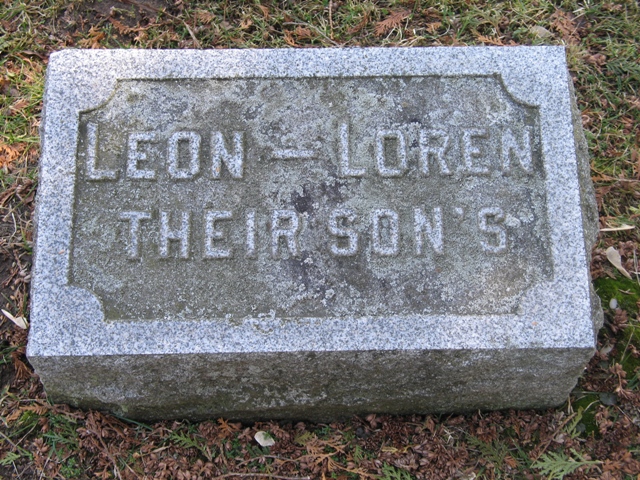 LEON — LOREN
THEIR SON'S